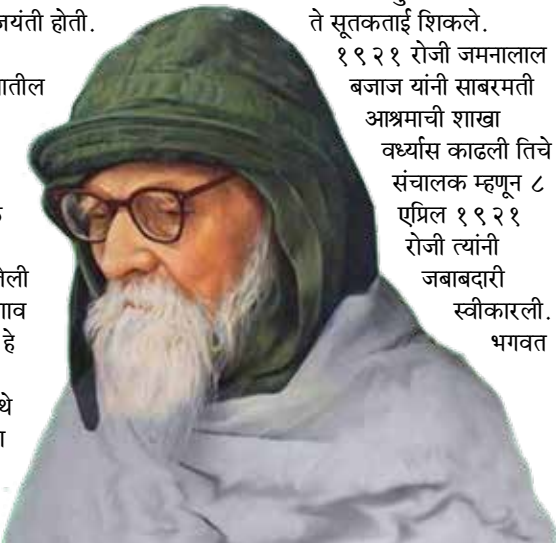 जयंती होती.
हे
ते सूतकताई शिकले.
१९२१ रोजी जमनालाल
बजाज यांनी साबरमती
आश्रमाची शाखा
वर्ध्यास काढली तिचे
संचालक म्हणून ८
एप्रिल १९२१
रोजी त्यांनी
जबाबदारी
स्वीकारली.
भगवत